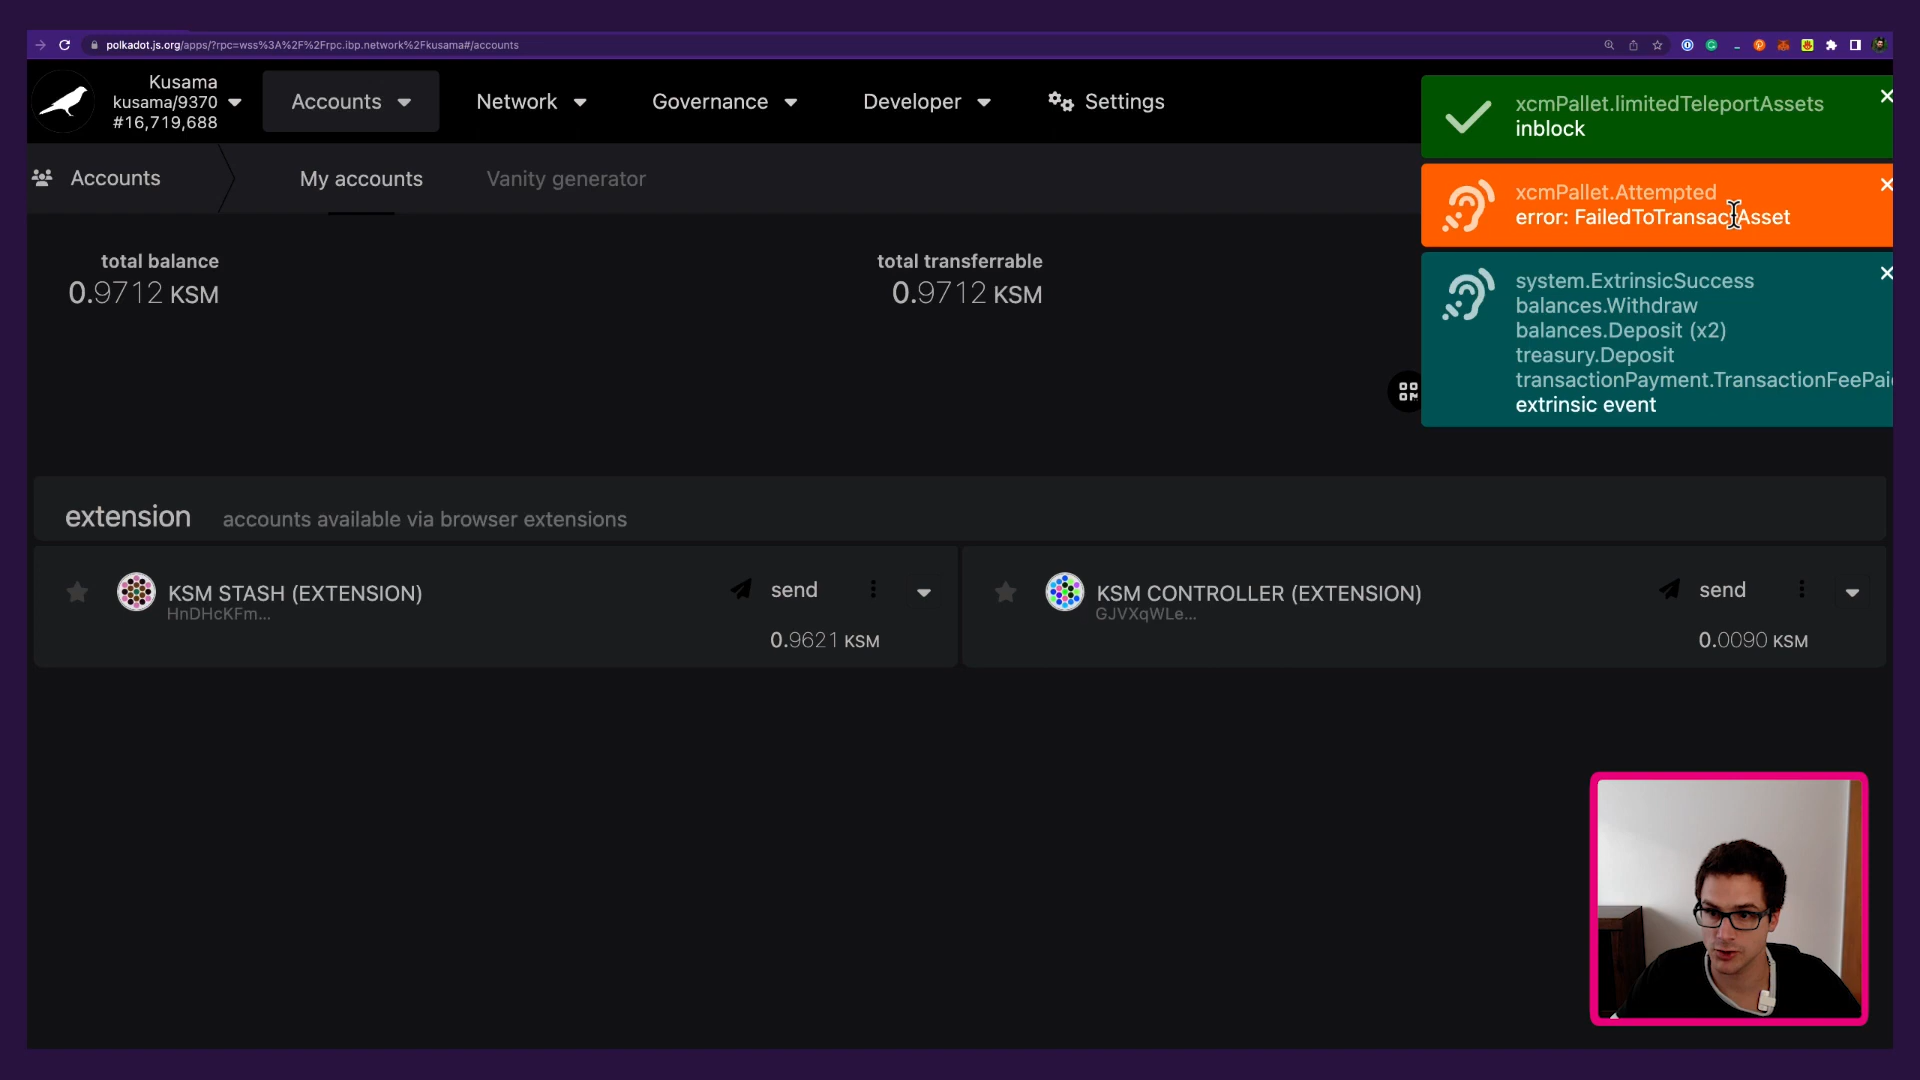 polkadot.js.org/apps/?rpc=wss%3A%2F%2Frpc.ibp.network%2Fkusama#/accounts
Kusama
kusama/9370
#16,719,688
Accounts
Network
Governance
Developer
Settings
Accounts
My accounts
Vanity generator
total balance
0.9712 KSM
total transferrable
0.9712 KSM
xcmPallet.limitedTeleportAssets
inblock
xcmPallet.Attempted
error: FailedToTransactAsset
system.ExtrinsicSuccess
balances.Withdraw
balances.Deposit (x2)
treasury.Deposit
transactionPayment.TransactionFeePai
extrinsic event
extension
accounts available via browser extensions
KSM STASH (EXTENSION)
HnDHcKFm...
send
0.9621 KSM
KSM CONTROLLER (EXTENSION)
GJVXqWLe...
send
0.0090 KSM